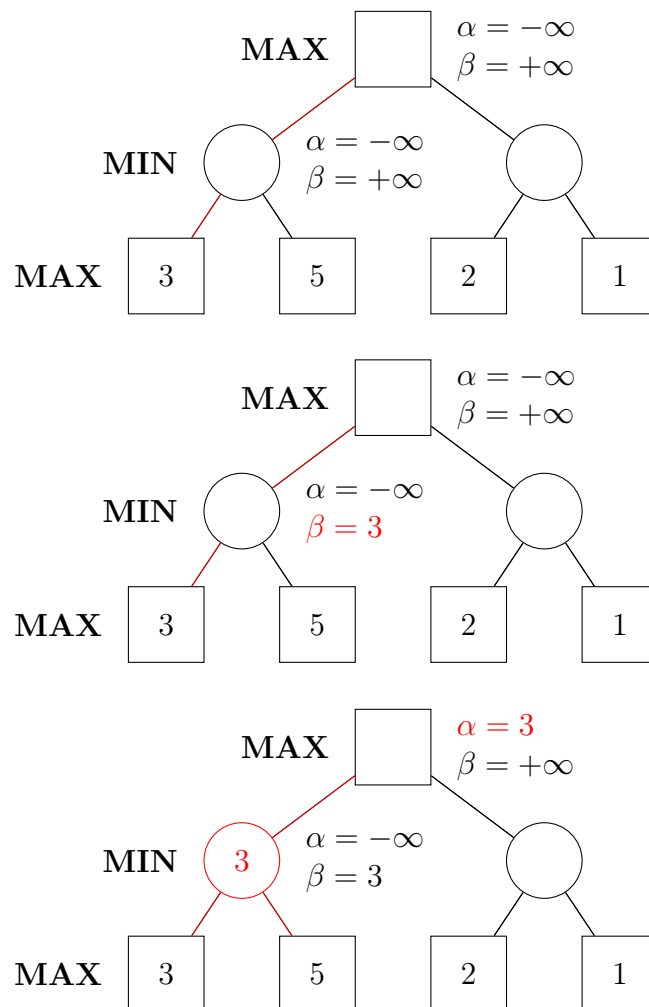 MAX
α = −∞
β = +∞
MIN
α = −∞
β = +∞
MAX 3 5 2 1
MAX
α = −∞
β = +∞
MIN
α = −∞
β = 3
MAX 3 5 2 1
MAX
α = 3
β = +∞
MIN 3
α = −∞
β = 3
MAX 3 5 2 1